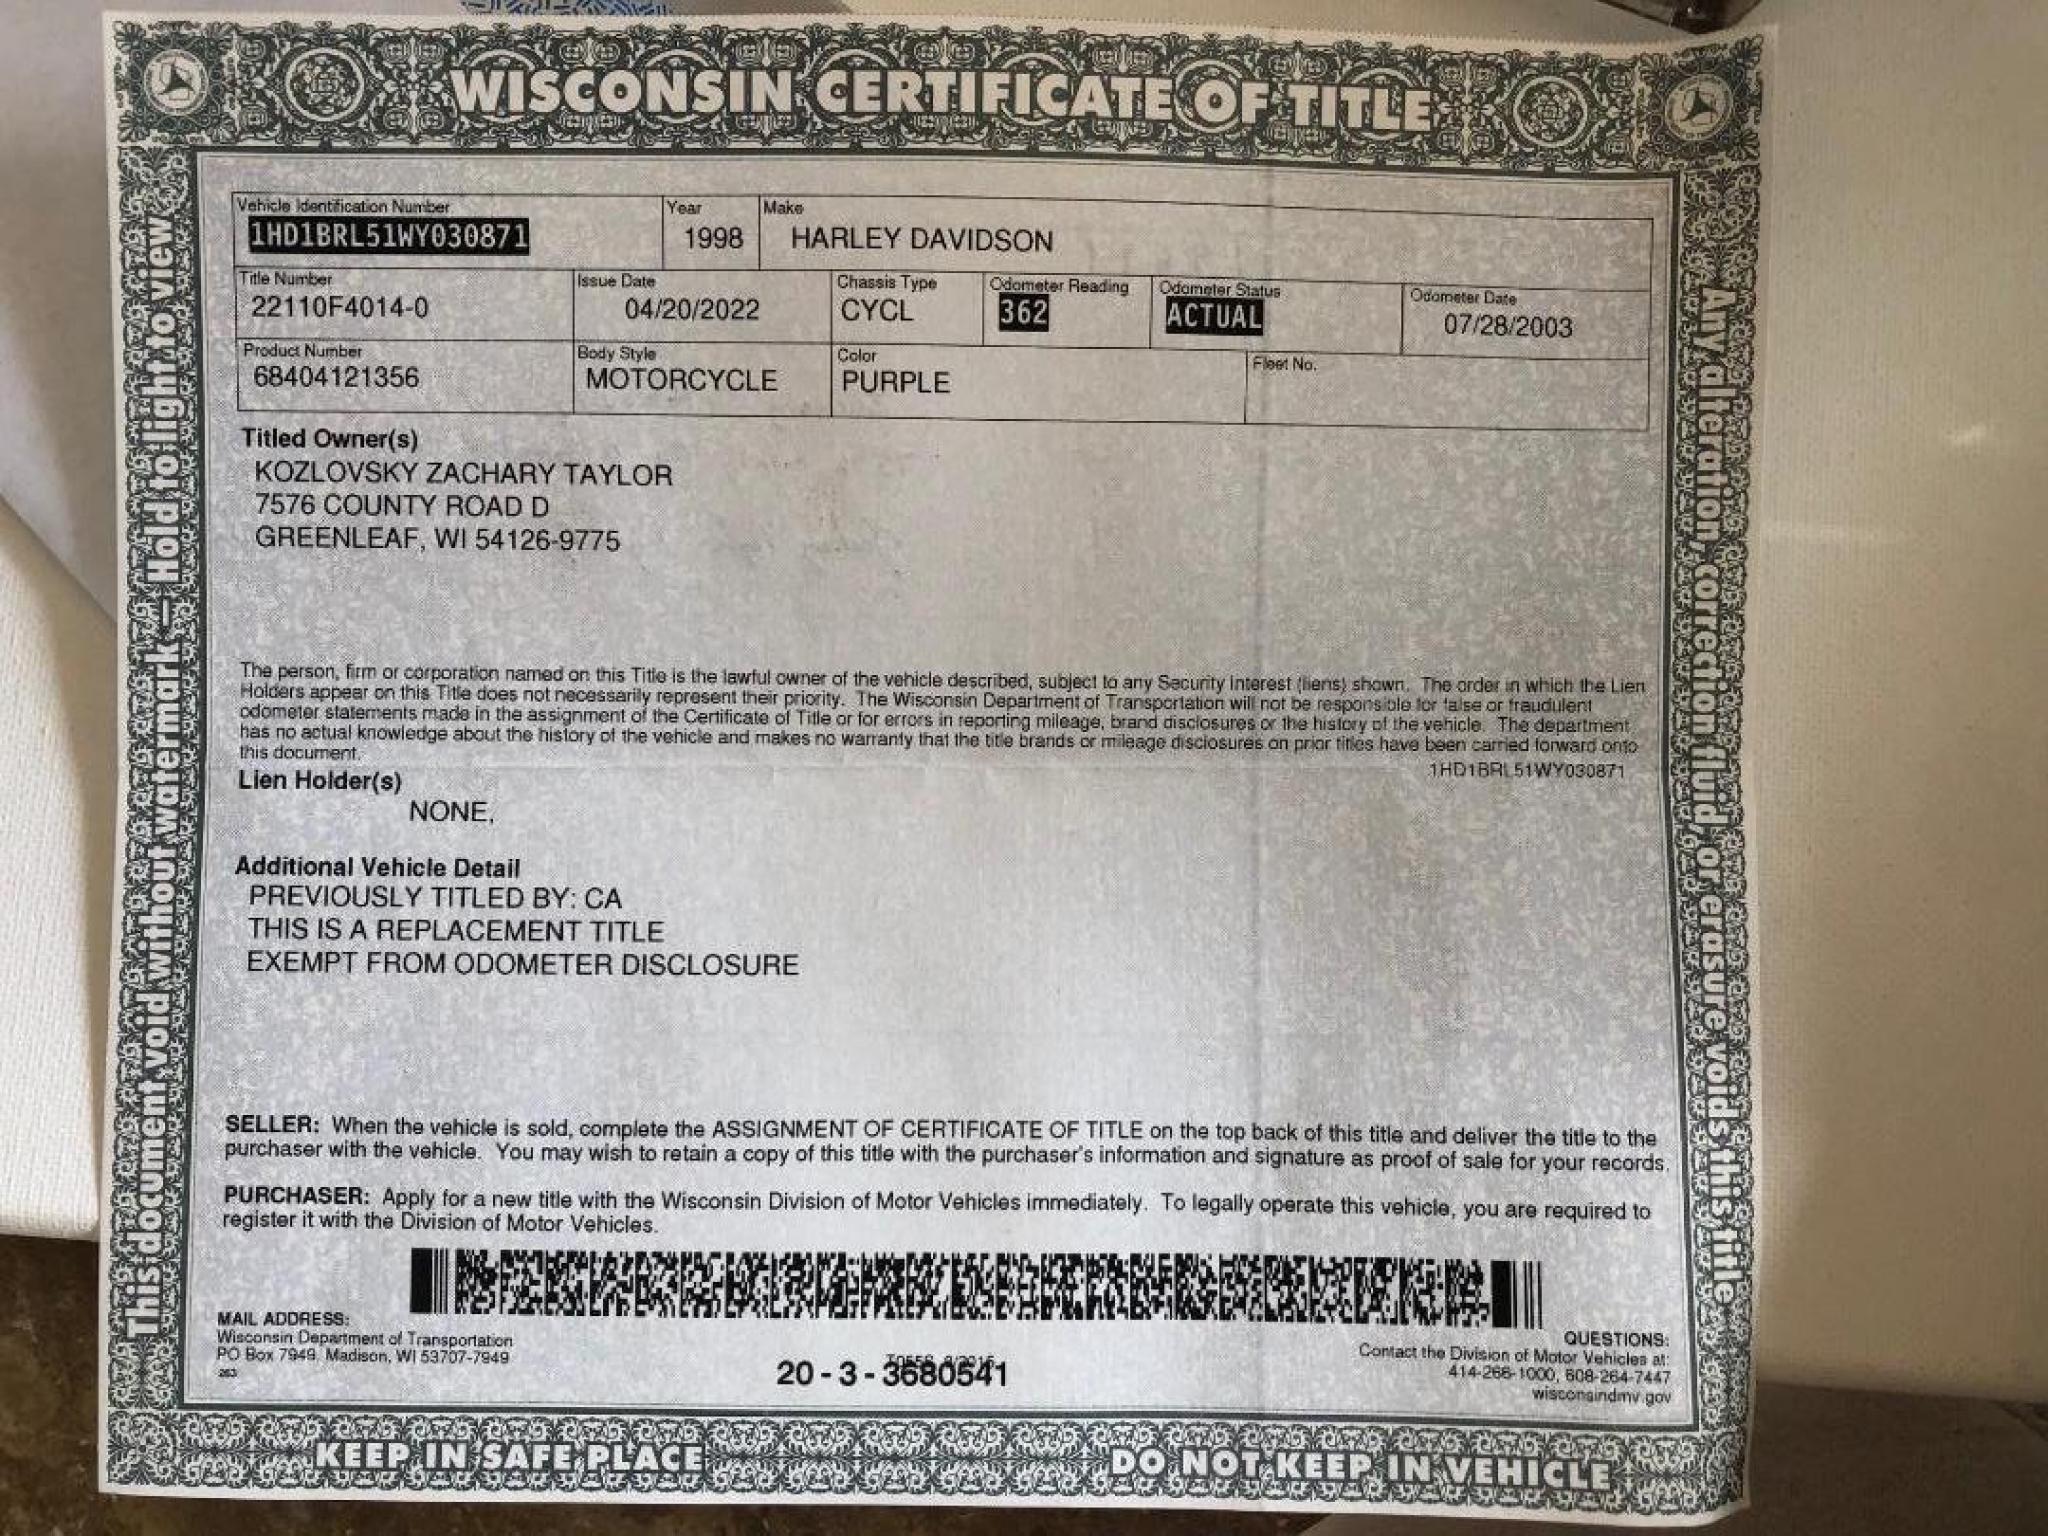 WISCONSIN CERTIFICATE OF TITLE
This document void without watermark — Hold to light to view
Any alteration, correction fluid, or erasure voids this title
Vehicle Identification Number
1HD1BRL51WY030871
Year
1998
Make
HARLEY DAVIDSON
Title Number
22110F4014-0
Issue Date
04/20/2022
Chassis Type
CYCL
Odometer Reading
362
Odometer Status
ACTUAL
Odometer Date
07/28/2003
Product Number
68404121356
Body Style
MOTORCYCLE
Color
PURPLE
Fleet No.
Titled Owner(s)
KOZLOVSKY ZACHARY TAYLOR
7576 COUNTY ROAD D
GREENLEAF, WI 54126-9775
The person, firm or corporation named on this Title is the lawful owner of the vehicle described, subject to any Security Interest (liens) shown. The order in which the Lien
Holders appear on this Title does not necessarily represent their priority. The Wisconsin Department of Transportation will not be responsible for false or fraudulent
odometer statements made in the assignment of the Certificate of Title or for errors in reporting mileage, brand disclosures or the history of the vehicle. The department
has no actual knowledge about the history of the vehicle and makes no warranty that the title brands or mileage disclosures on prior titles have been carried forward onto
this document.
1HD1BRL51WY030871
Lien Holder(s)
NONE,
Additional Vehicle Detail
PREVIOUSLY TITLED BY: CA
THIS IS A REPLACEMENT TITLE
EXEMPT FROM ODOMETER DISCLOSURE
SELLER: When the vehicle is sold, complete the ASSIGNMENT OF CERTIFICATE OF TITLE on the top back of this title and deliver the title to the
purchaser with the vehicle. You may wish to retain a copy of this title with the purchaser's information and signature as proof of sale for your records.
PURCHASER: Apply for a new title with the Wisconsin Division of Motor Vehicles immediately. To legally operate this vehicle, you are required to
register it with the Division of Motor Vehicles.
MAIL ADDRESS:
Wisconsin Department of Transportation
PO Box 7949, Madison, WI 53707-7949
263
20 - 3 - 3680541
QUESTIONS:
Contact the Division of Motor Vehicles at:
414-266-1000, 608-264-7447
wisconsindmv.gov
KEEP IN SAFE PLACE
DO NOT KEEP IN VEHICLE